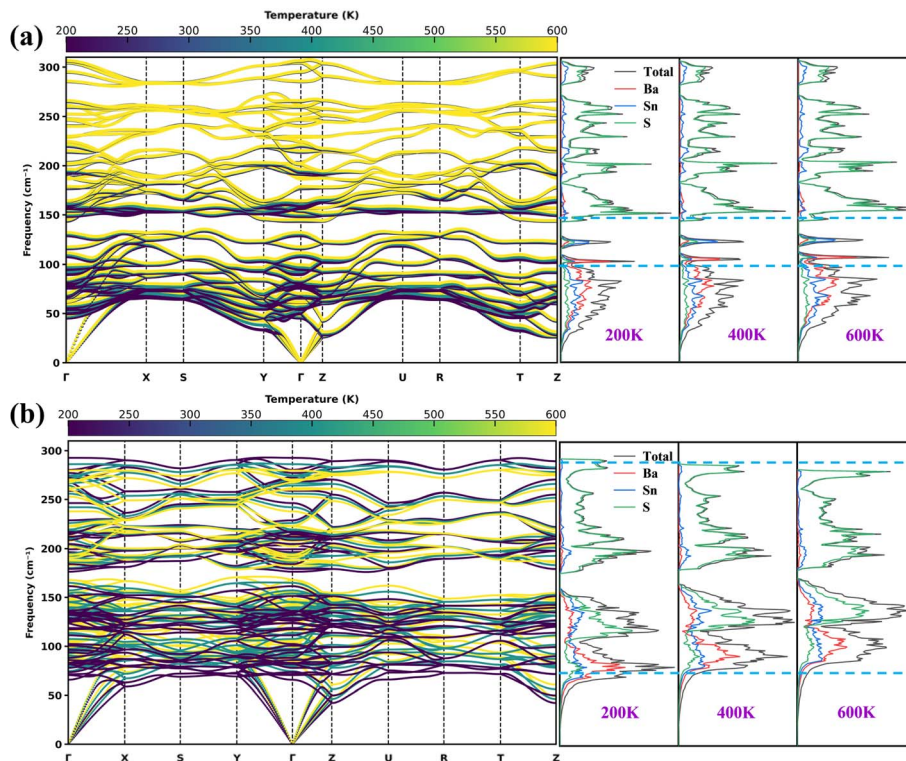 Temperature (K)
200 250 300 350 400 450 500 550 600
(a)
Frequency (cm⁻¹)
300
250
200
150
100
50
0
Γ X S Y Γ Z U R T Z
Total
Ba
Sn
S
200K 400K 600K
Temperature (K)
200 250 300 350 400 450 500 550 600
(b)
Frequency (cm⁻¹)
300
250
200
150
100
50
0
Γ X S Y Γ Z U R T Z
Total
Ba
Sn
S
200K 400K 600K